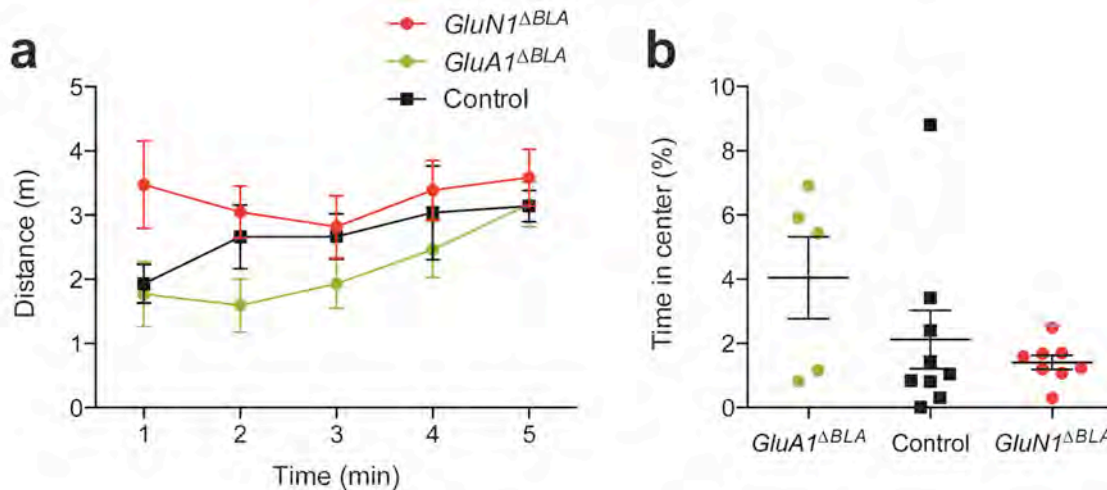 a
GluN1ΔBLA
GluA1ΔBLA
Control
5
4
3
2
1
0
Distance (m)
1 2 3 4 5
Time (min)
b
10
8
6
4
2
0
Time in center (%)
GluA1ΔBLA Control GluN1ΔBLA